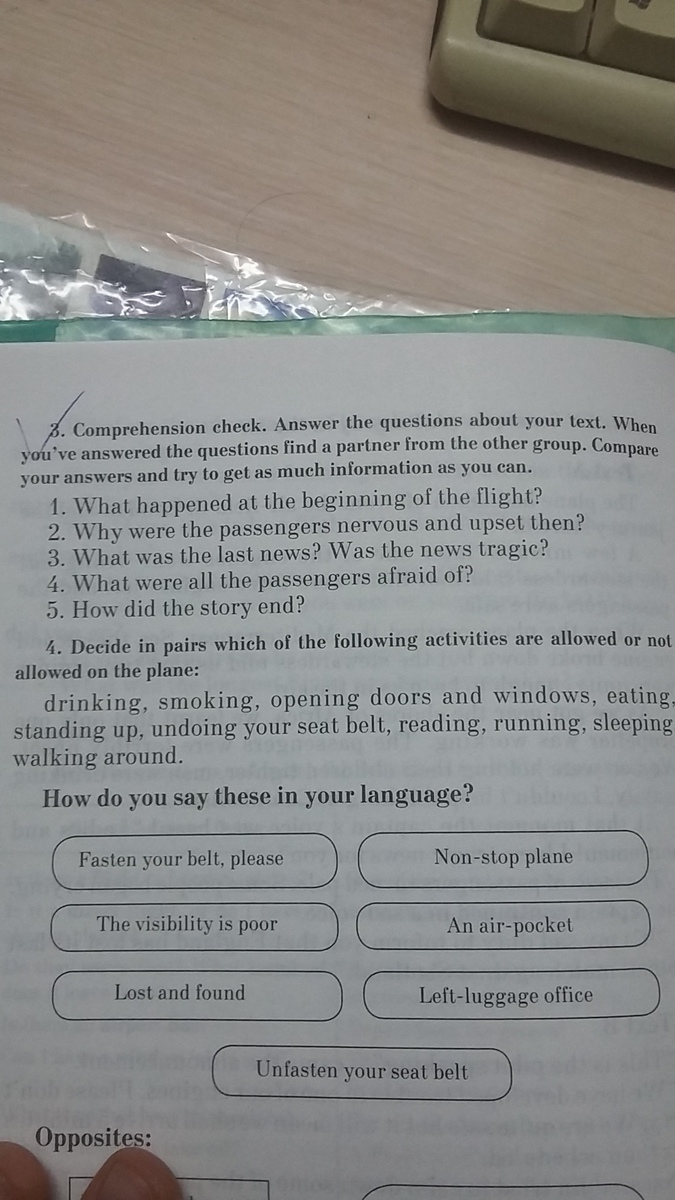 3. Comprehension check. Answer the questions about your text. When
you've answered the questions find a partner from the other group. Compare
your answers and try to get as much information as you can.
1. What happened at the beginning of the flight?
2. Why were the passengers nervous and upset then?
3. What was the last news? Was the news tragic?
4. What were all the passengers afraid of?
5. How did the story end?
4. Decide in pairs which of the following activities are allowed or not
allowed on the plane:
drinking, smoking, opening doors and windows, eating,
standing up, undoing your seat belt, reading, running, sleeping
walking around.
How do you say these in your language?
Fasten your belt, please
Non-stop plane
The visibility is poor
An air-pocket
Lost and found
Left-luggage office
Unfasten your seat belt
Opposites: